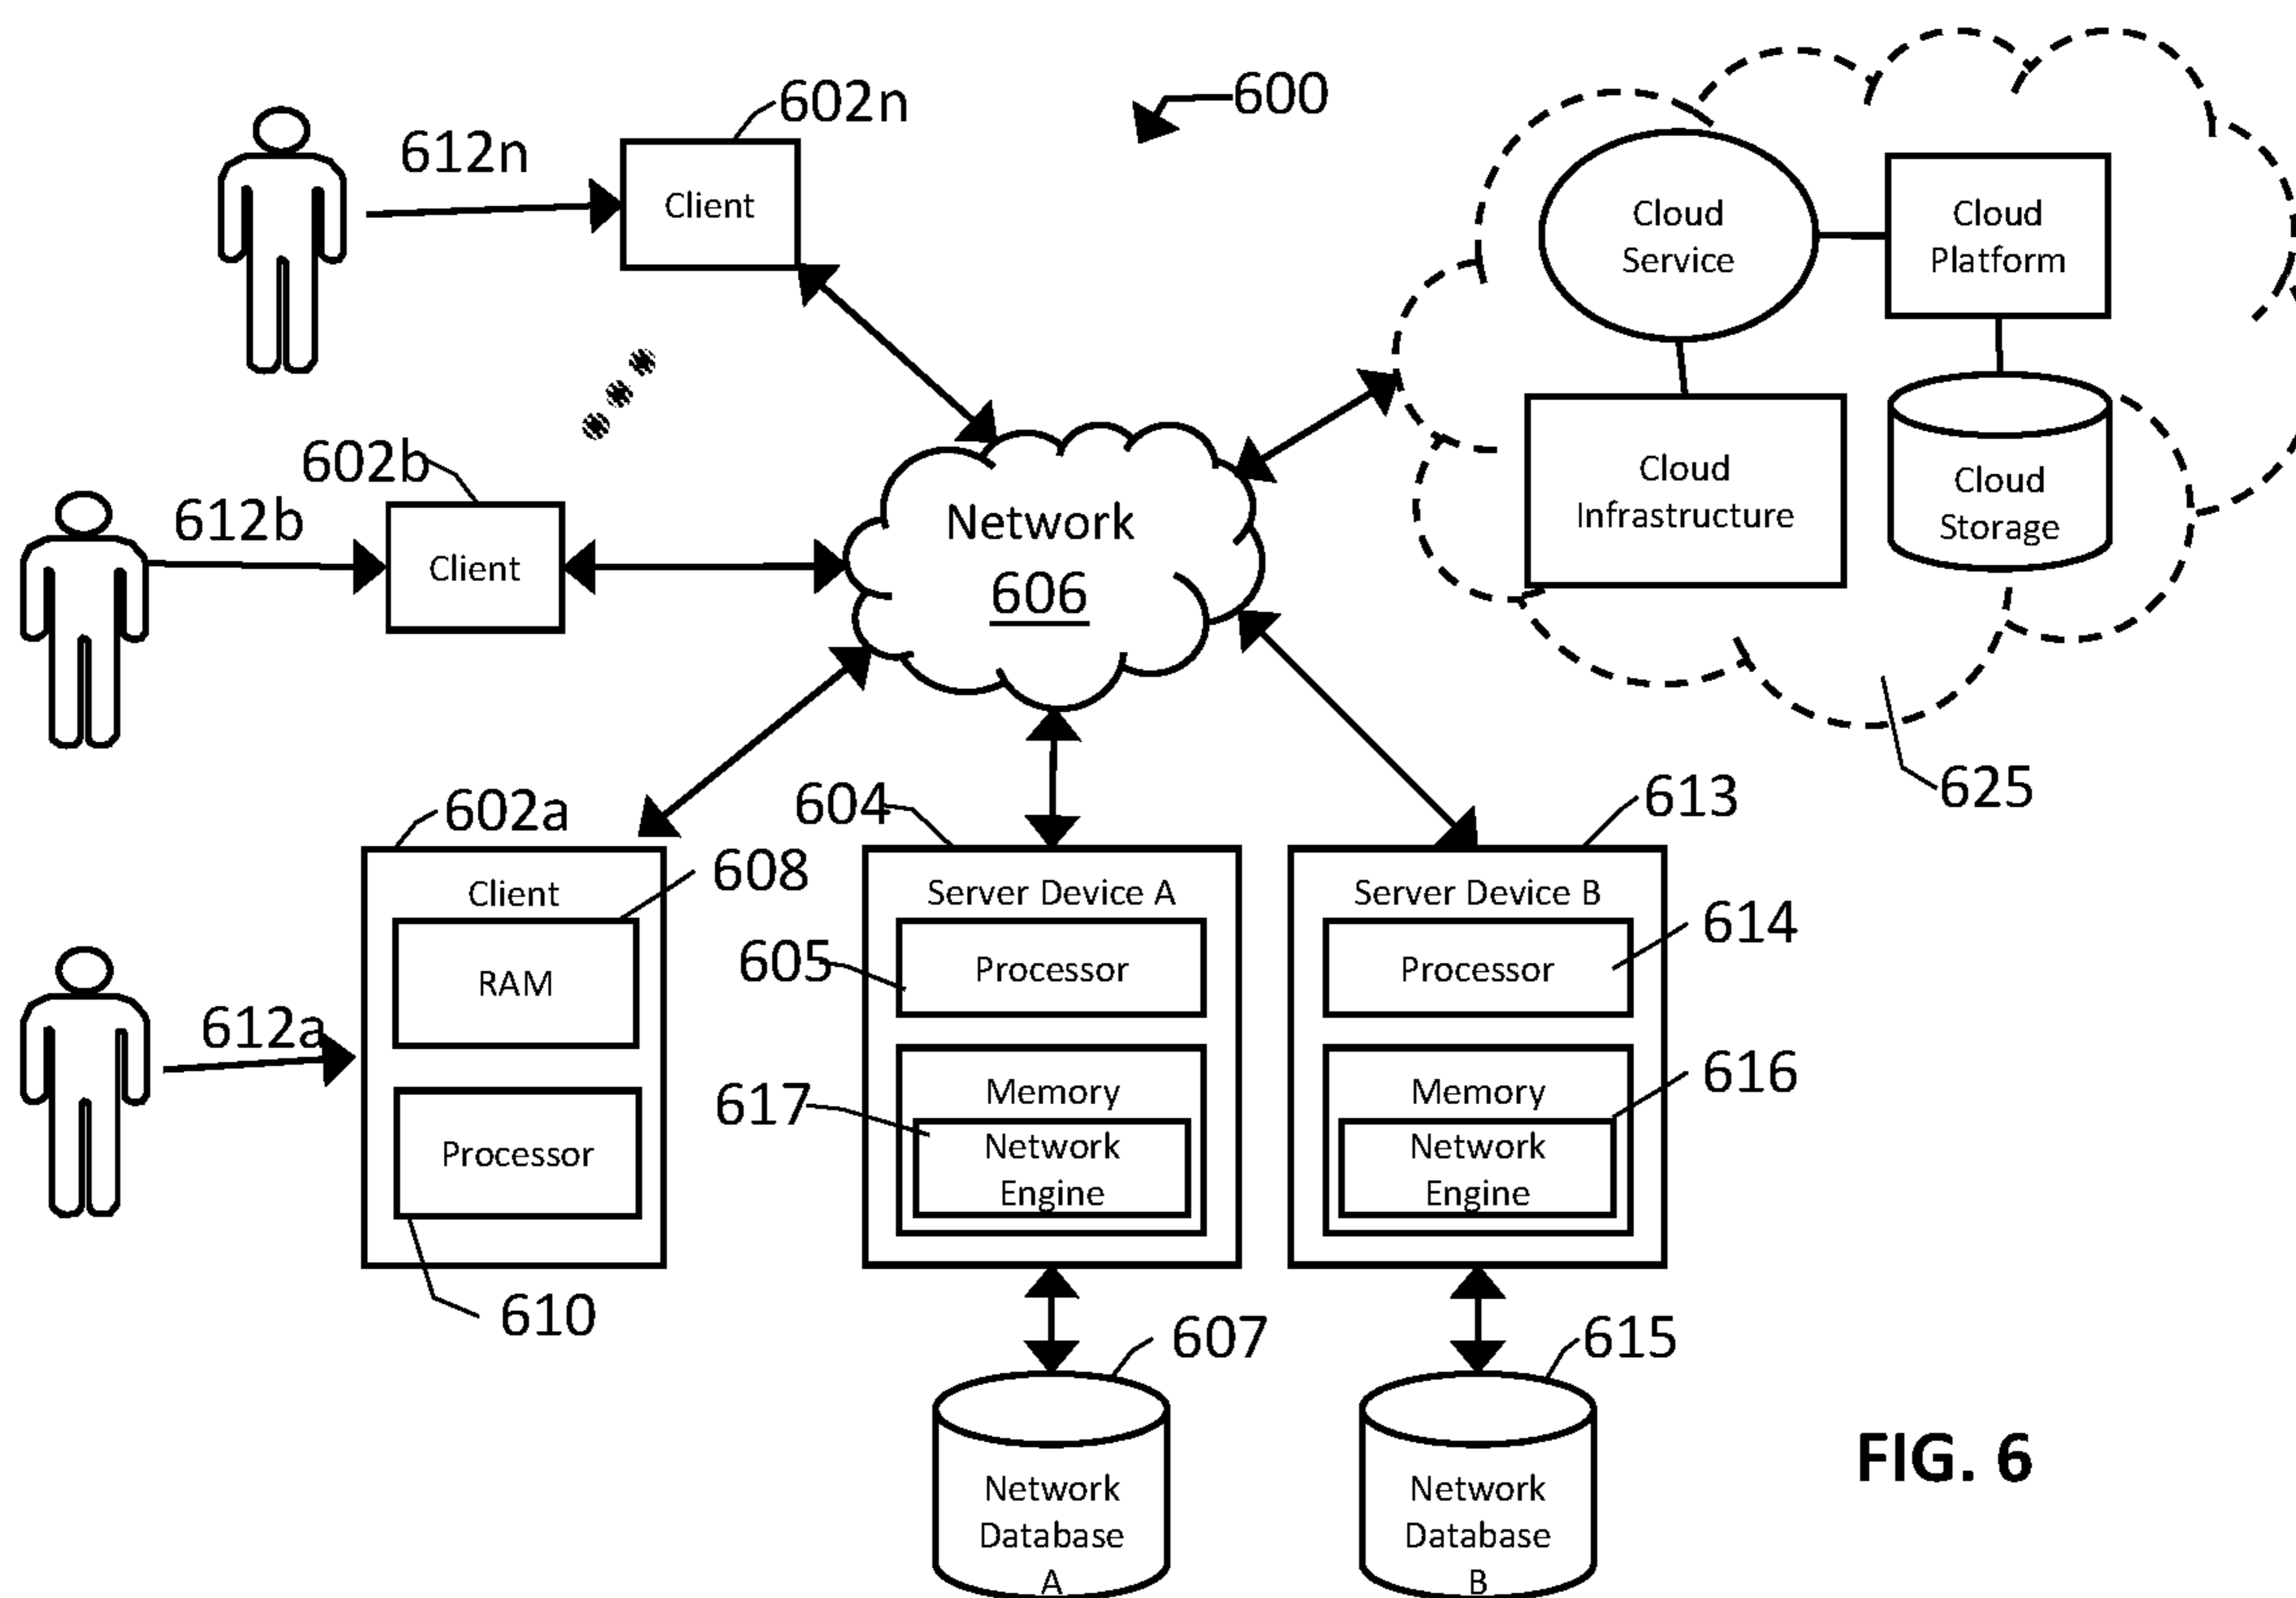 602n
600
612n
Client
Cloud
Service
Cloud
Platform
602b
612b
Client
Network
606
Cloud
Infrastructure
Cloud
Storage
625
602a
604
613
608
Client
RAM
Processor
612a
610
Server Device A
605
Processor
Memory
617
Network
Engine
Server Device B
614
Processor
616
Memory
Network
Engine
607
Network
Database
A
615
Network
Database
B
FIG. 6